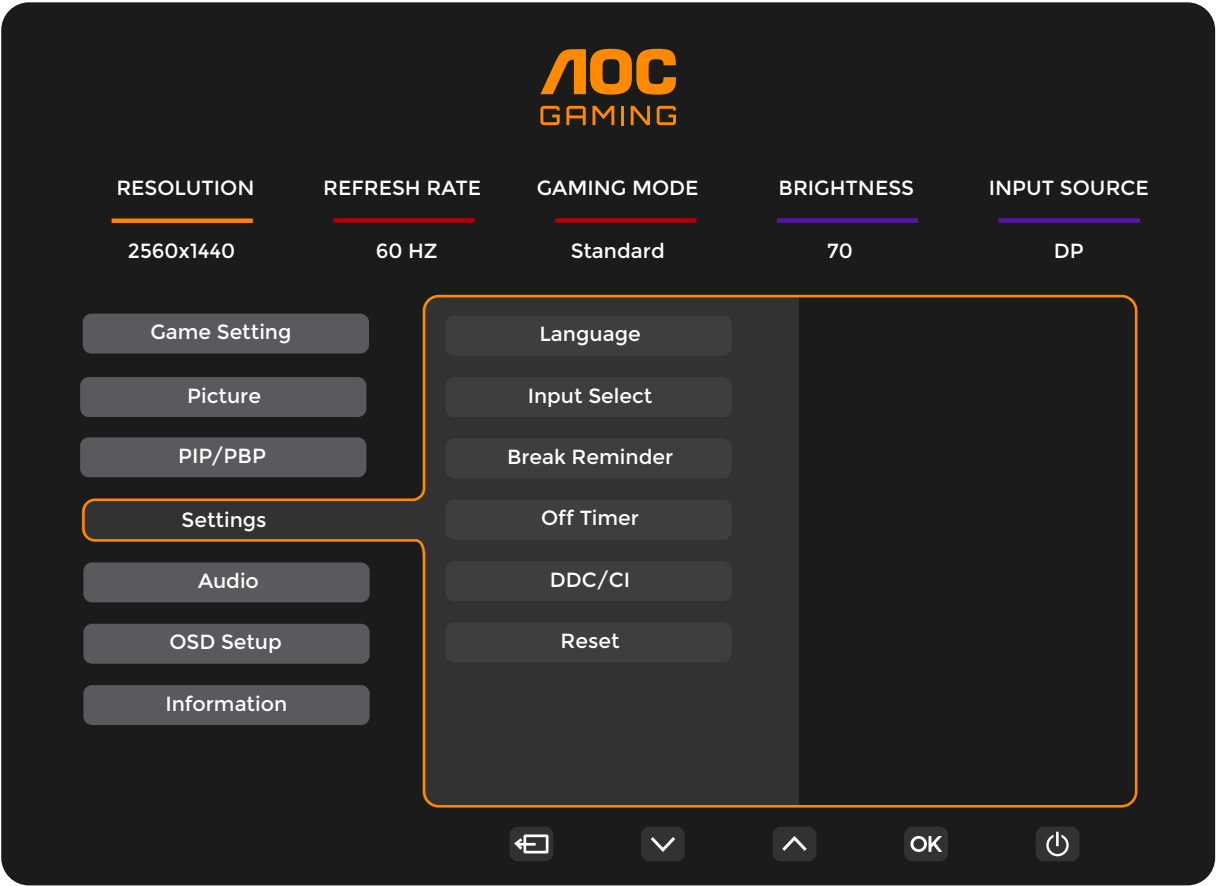 AOC
GAMING
RESOLUTION REFRESH RATE GAMING MODE BRIGHTNESS INPUT SOURCE
2560x1440 60 HZ Standard 70 DP
Game Setting
Picture
PIP/PBP
Settings
Audio
OSD Setup
Information
Language
Input Select
Break Reminder
Off Timer
DDC/CI
Reset
OK